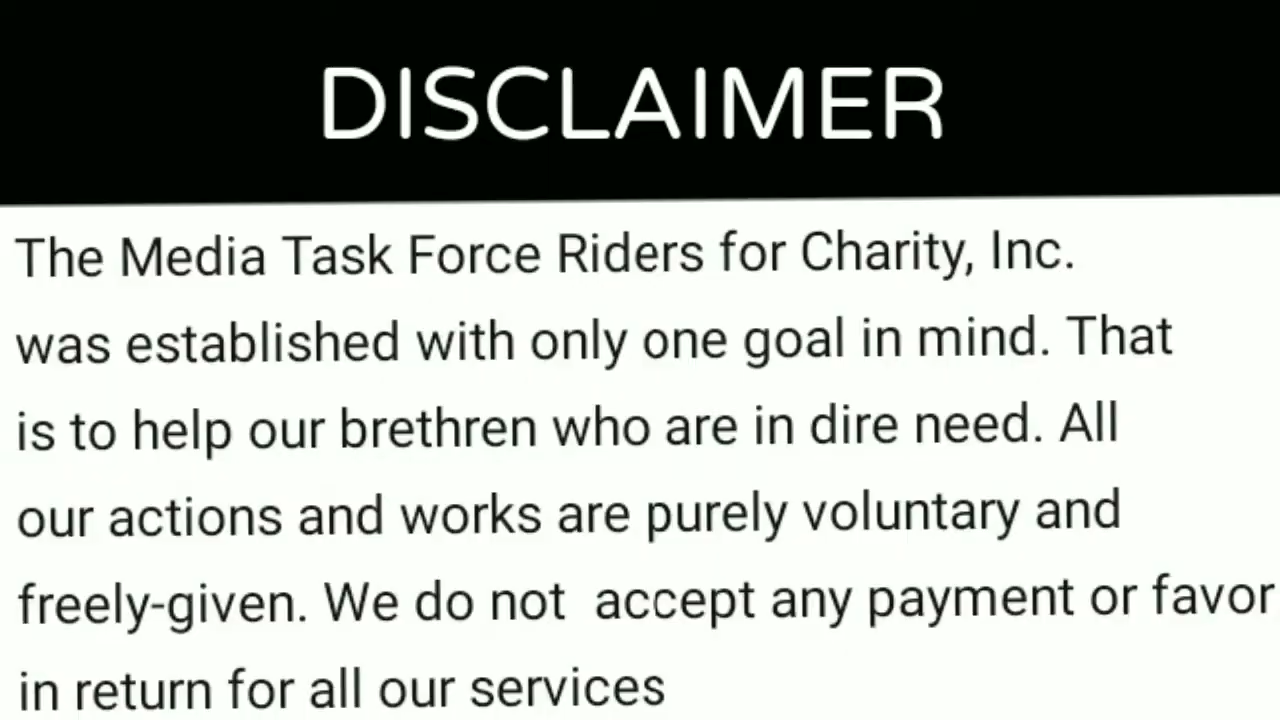 DISCLAIMER
The Media Task Force Riders for Charity, Inc.
was established with only one goal in mind. That
is to help our brethren who are in dire need. All
our actions and works are purely voluntary and
freely-given. We do not  accept any payment or favor
in return for all our services